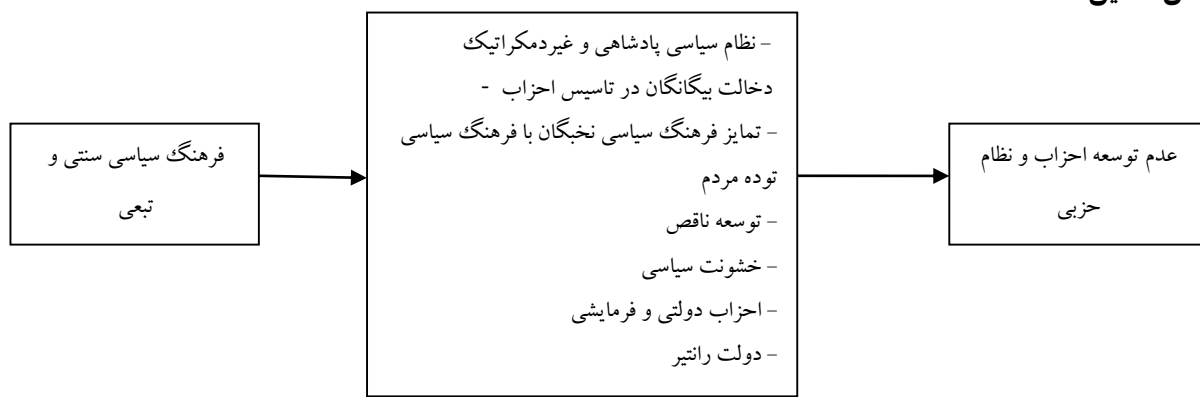 فرهنگ سیاسی سنتی و
تبعی
– نظام سیاسی پادشاهی و غیردمکراتیک
دخالت بیگانگان در تاسیس احزاب -
– تمایز فرهنگ سیاسی نخبگان با فرهنگ سیاسی
توده مردم
– توسعه ناقص
– خشونت سیاسی
– احزاب دولتی و فرمایشی
– دولت رانتیر
عدم توسعه احزاب و نظام
حزبی